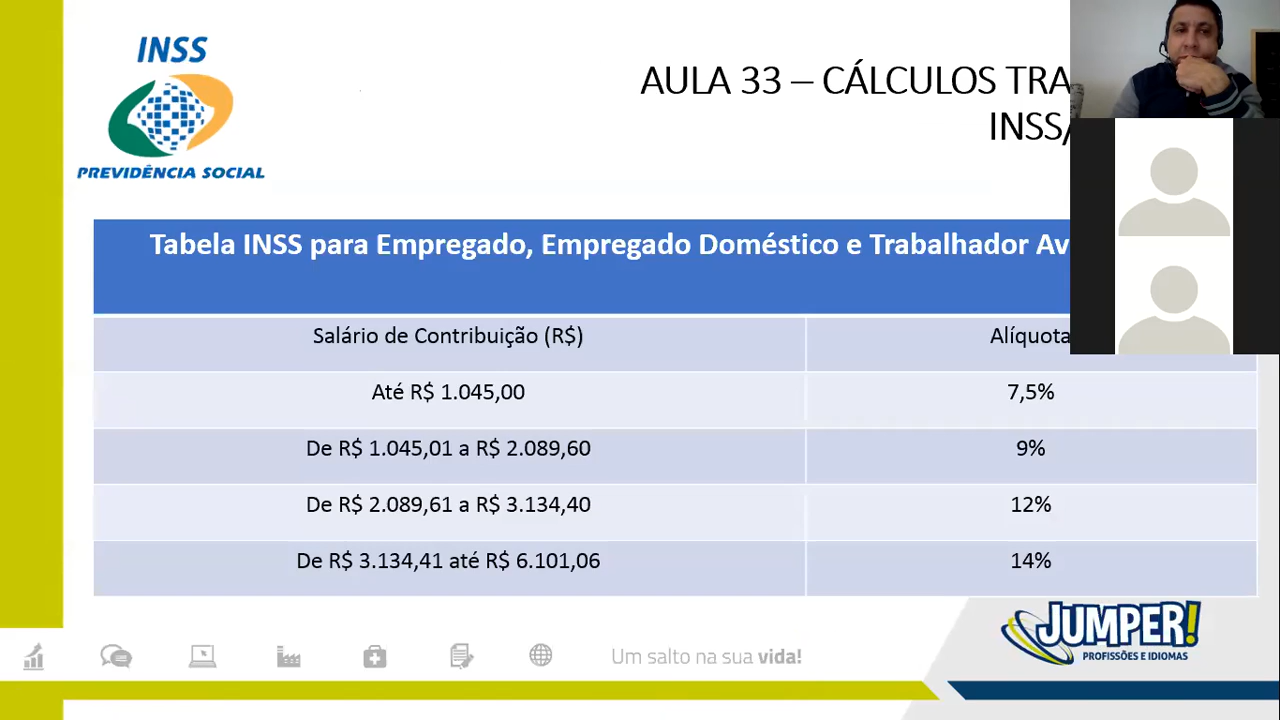 INSS
PREVIDÊNCIA SOCIAL
AULA 33 – CÁLCULOS
INSS/
Tabela INSS para Empregado, Empregado Doméstico e Trabalhador
Salário de Contribuição (R$) Alíquota
Até R$ 1.045,00 7,5%
De R$ 1.045,01 a R$ 2.089,60 9%
De R$ 2.089,61 a R$ 3.134,40 12%
De R$ 3.134,41 até R$ 6.101,06 14%
Um salto na sua vida!
JUMPER!
PROFISSÕES E IDIOMAS